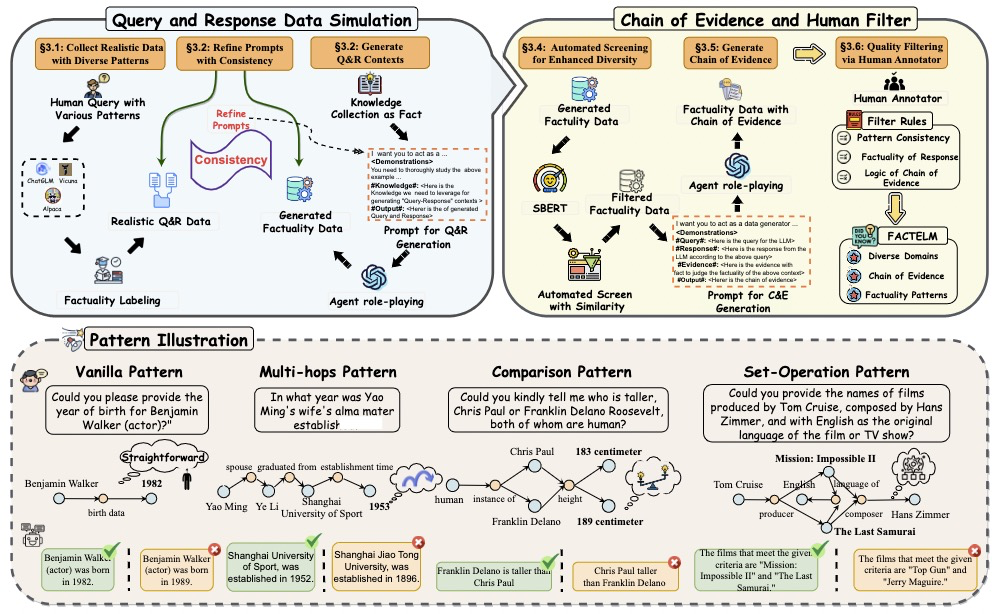 Query and Response Data Simulation
§3.1: Collect Realistic Data
with Diverse Patterns
§3.2: Refine Prompts
with Consistency
§3.2: Generate
Q&R Contexts
Human Query with
Various Patterns
ChatGLM
Vicuna
Alpaca
Factuality Labeling
Realistic Q&R Data
Refine
Prompts
Consistency
Generated
Factuality Data
Knowledge
Collection as Fact
I want you to act as a ...
<Demonstrations>
You need to thoroughly study the above
example ...
#Knowledge#: <Here is the
Knowledge we need to leverage for
generating "Query-Response" contexts >
#Output#: <Herer is the of generated
Query and Response>
Prompt for Q&R
Generation
Agent role-playing
Chain of Evidence and Human Filter
§3.4: Automated Screening
for Enhanced Diversity
§3.5: Generate
Chain of Evidence
§3.6: Quality Filtering
via Human Annotator
Generated
Factulity Data
SBERT
Automated Screen
with Similarity
Filtered
Factuality Data
Factuality Data with
Chain of Evidence
Agent role-playing
I want you to act as a data generator ...
<Demonstrations>
#Query#: <Here is the query for the LLM>
#Response#: <Here is the response from the
LLM according to the above query>
#Evidence#: <Here is the evidence with
fact to judge the factuality of the above context>
#Output#: <Here is the chain of evidence>
Prompt for C&E
Generation
Human Annotator
Filter Rules
Pattern Consistency
Factuality of Response
Logic of Chain of
Evidence
DID
YOU
KNOW?
FACTELM
Diverse Domains
Chain of Evidence
Factuality Patterns
Pattern Illustration
Vanilla Pattern
Could you please provide the
year of birth for Benjamin
Walker (actor)?"
Straightforward
Benjamin Walker
1982
birth data
Benjamin Walker
(actor) was born
in 1982.
Benjamin Walker
(actor) was born
in 1989.
Multi-hops Pattern
In what year was Yao
Ming's wife's alma mater
establish
spouse
graduated from
establishment time
Yao Ming
Ye Li
Shanghai
University of Sport
1953
Shanghai University
of Sport, was
established in 1952.
Shanghai Jiao Tong
University, was
established in 1896.
Comparison Pattern
Could you kindly tell me who is taller,
Chris Paul or Franklin Delano Roosevelt,
both of whom are human?
Chris Paul
183 centimeter
human
instance of
height
Franklin Delano
189 centimeter
Franklin Delano is taller than
Chris Paul
Chris Paul taller
than Franklin Delano
Set-Operation Pattern
Could you provide the names of films
produced by Tom Cruise, composed by Hans
Zimmer, and with English as the original
language of the film or TV show?
Mission: Impossible II
Tom Cruise
English
language of
producer
composer
Hans Zimmer
The Last Samurai
The films that meet the given
criteria are "Mission:
Impossible II" and "The Last
Samurai."
The films that meet the given
criteria are "Top Gun" and
"Jerry Maguire."